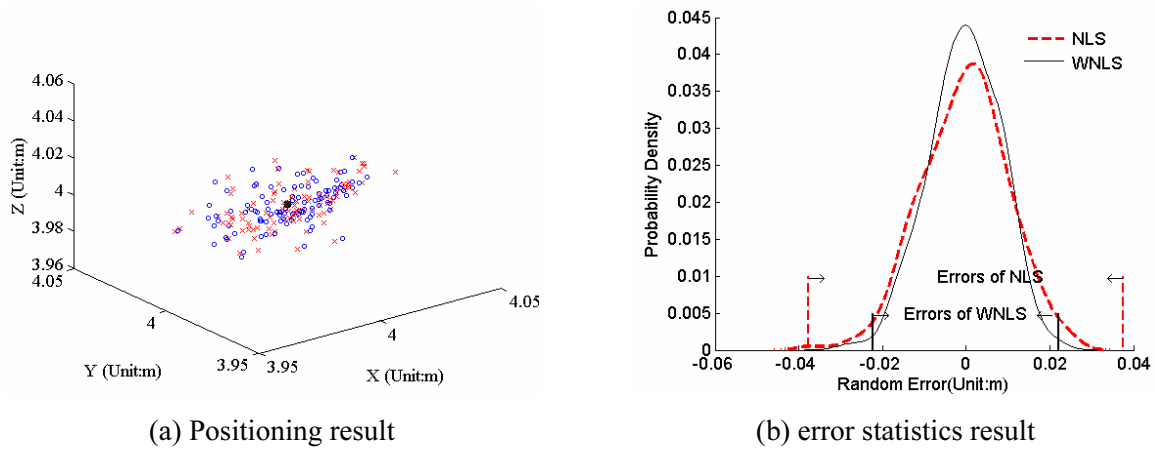 4.06
4.04
4.02
4
3.98
3.96
4.05
4
3.95
3.95
4
4.05
Z (Unit:m)
Y (Unit:m)
X (Unit:m)
(a) Positioning result
0.045
0.04
0.035
0.03
0.025
0.02
0.015
0.01
0.005
0
-0.06
-0.04
-0.02
0
0.02
0.04
Probability Density
Random Error(Unit:m)
NLS
WNLS
Errors of NLS
Errors of WNLS
(b) error statistics result